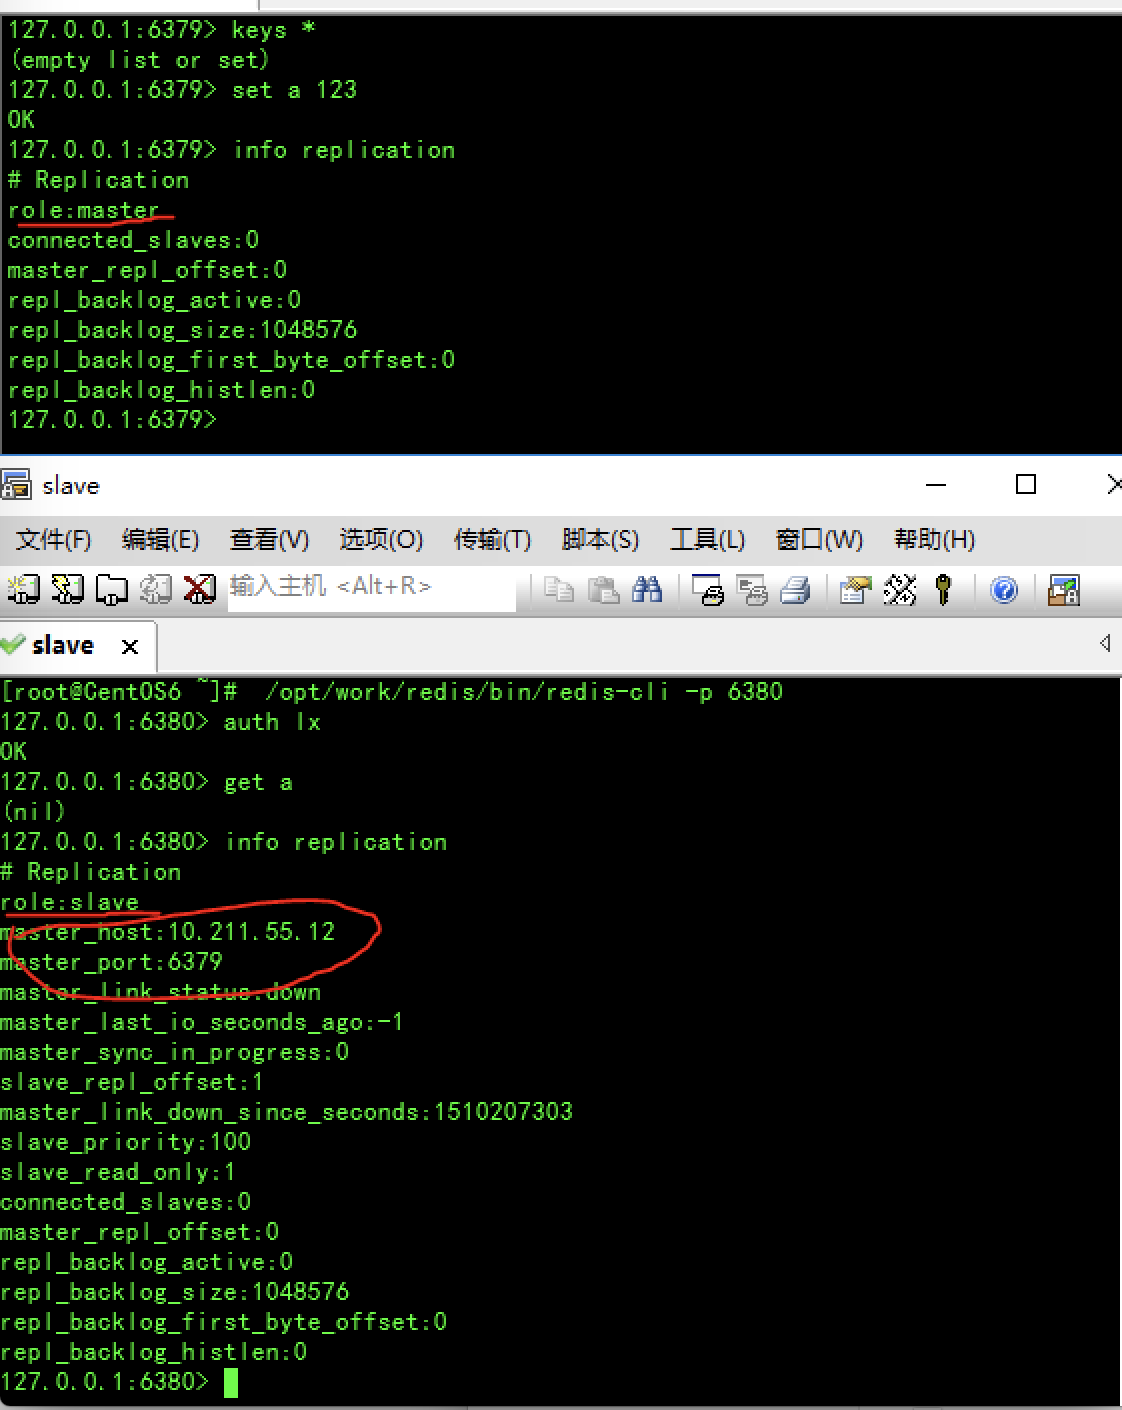 127.0.0.1:6379> keys *
(empty list or set)
127.0.0.1:6379> set a 123
OK
127.0.0.1:6379> info replication
# Replication
role:master
connected_slaves:0
master_repl_offset:0
repl_backlog_active:0
repl_backlog_size:1048576
repl_backlog_first_byte_offset:0
repl_backlog_histlen:0
127.0.0.1:6379>
slave
文件(F) 编辑(E) 查看(V) 选项(O) 传输(T) 脚本(S) 工具(L) 窗口(W) 帮助(H)
输入主机 <Alt+R>
slave
[root@CentOS6 ~]#  /opt/work/redis/bin/redis-cli -p 6380
127.0.0.1:6380> auth lx
OK
127.0.0.1:6380> get a
(nil)
127.0.0.1:6380> info replication
# Replication
role:slave
master_host:10.211.55.12
master_port:6379
master_link_status:down
master_last_io_seconds_ago:-1
master_sync_in_progress:0
slave_repl_offset:1
master_link_down_since_seconds:1510207303
slave_priority:100
slave_read_only:1
connected_slaves:0
master_repl_offset:0
repl_backlog_active:0
repl_backlog_size:1048576
repl_backlog_first_byte_offset:0
repl_backlog_histlen:0
127.0.0.1:6380>